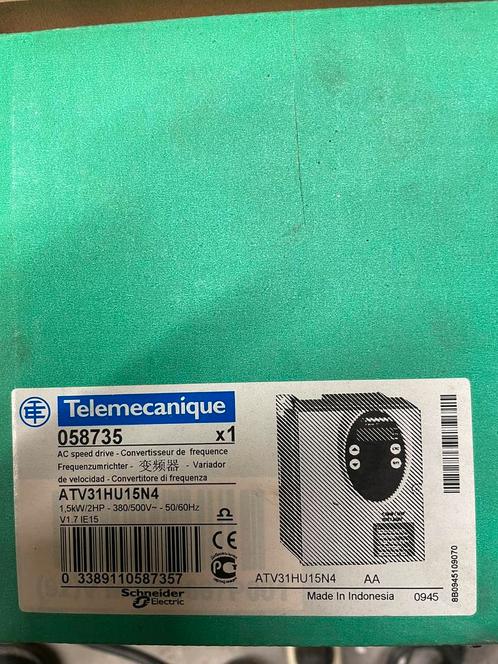 Telemecanique
058735 x1
AC speed drive - Convertisseur de frequence
Frequenzumrichter - 变频器 - Variador
de velocidad - Convertitore di frequenza
ATV31HU15N4
1,5kW/2HP - 380/500V~ - 50/60Hz
V1.7 IE15
CE
0 3389110587357
Schneider
Electric
ATV31HU15N4 AA
Made In Indonesia 0945
8B0945109070